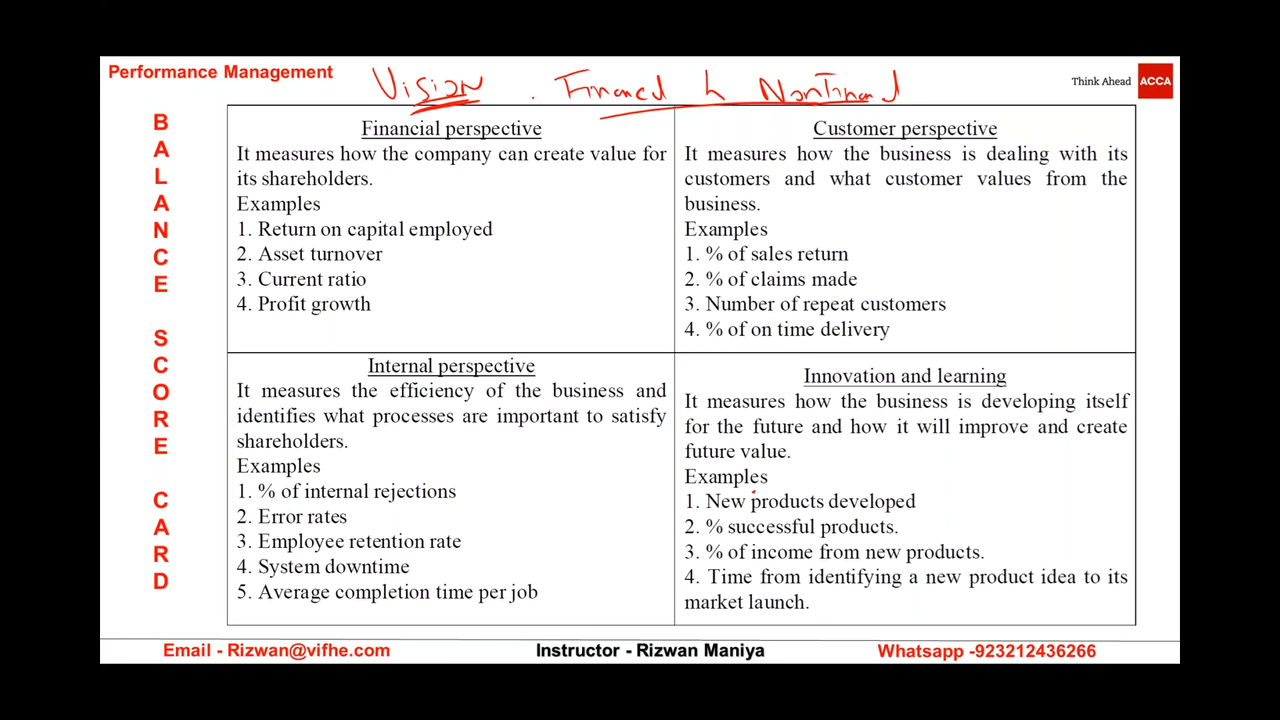 Performance Management
Vision . Financial & NonFinancial
Think Ahead ACCA
BALANCE SCORE CARD
Financial perspective
It measures how the company can create value for
its shareholders.
Examples
1. Return on capital employed
2. Asset turnover
3. Current ratio
4. Profit growth
Customer perspective
It measures how the business is dealing with its
customers and what customer values from the
business.
Examples
1. % of sales return
2. % of claims made
3. Number of repeat customers
4. % of on time delivery
Internal perspective
It measures the efficiency of the business and
identifies what processes are important to satisfy
shareholders.
Examples
1. % of internal rejections
2. Error rates
3. Employee retention rate
4. System downtime
5. Average completion time per job
Innovation and learning
It measures how the business is developing itself
for the future and how it will improve and create
future value.
Examples
1. New products developed
2. % successful products.
3. % of income from new products.
4. Time from identifying a new product idea to its
market launch.
Email - Rizwan@vifhe.com
Instructor - Rizwan Maniya
Whatsapp -923212436266